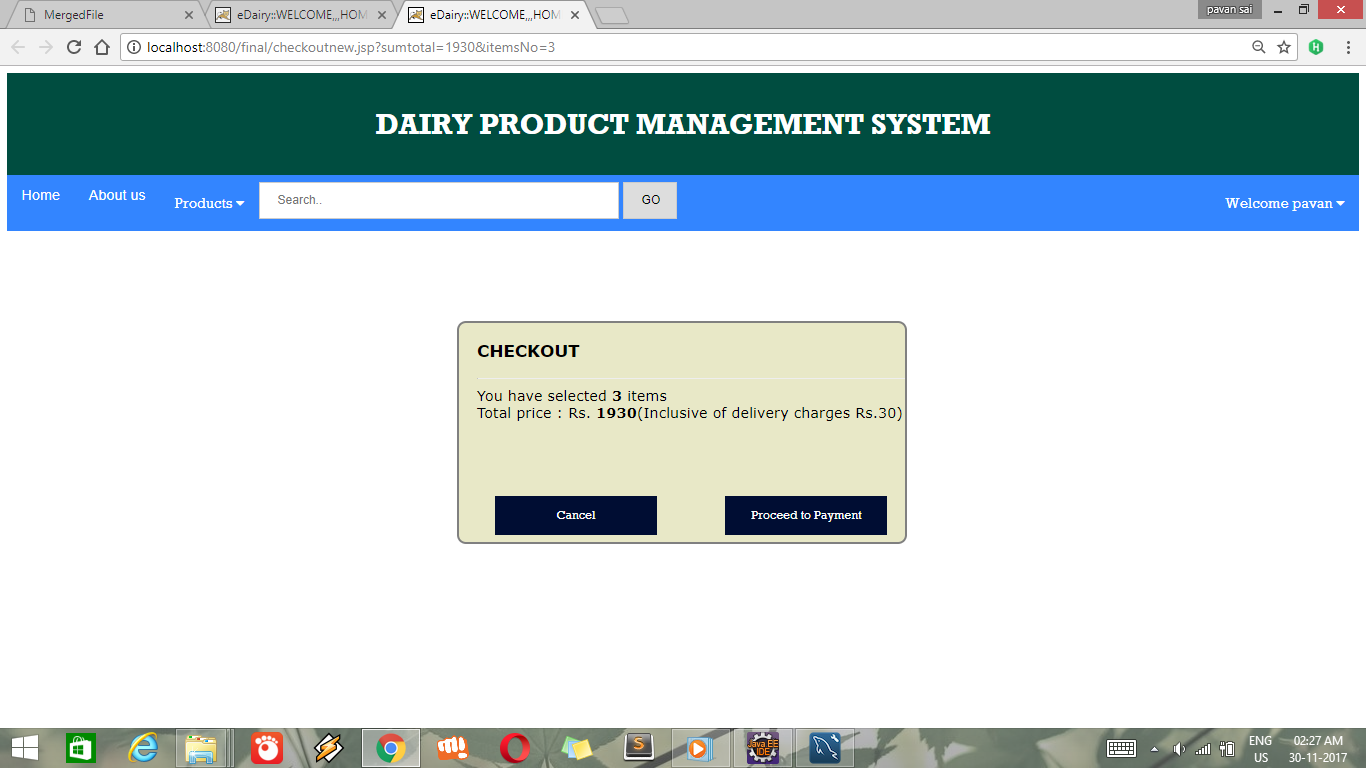 MergedFile
eDairy::WELCOME,,,HOM
eDairy::WELCOME,,,HOM
pavan sai
localhost:8080/final/checkoutnew.jsp?sumtotal=1930&itemsNo=3
DAIRY PRODUCT MANAGEMENT SYSTEM
Home
About us
Products
Search..
GO
Welcome pavan
CHECKOUT
You have selected 3 items
Total price : Rs. 1930(Inclusive of delivery charges Rs.30)
Cancel
Proceed to Payment
Java EE
IDE
ENG
US
02:27 AM
30-11-2017